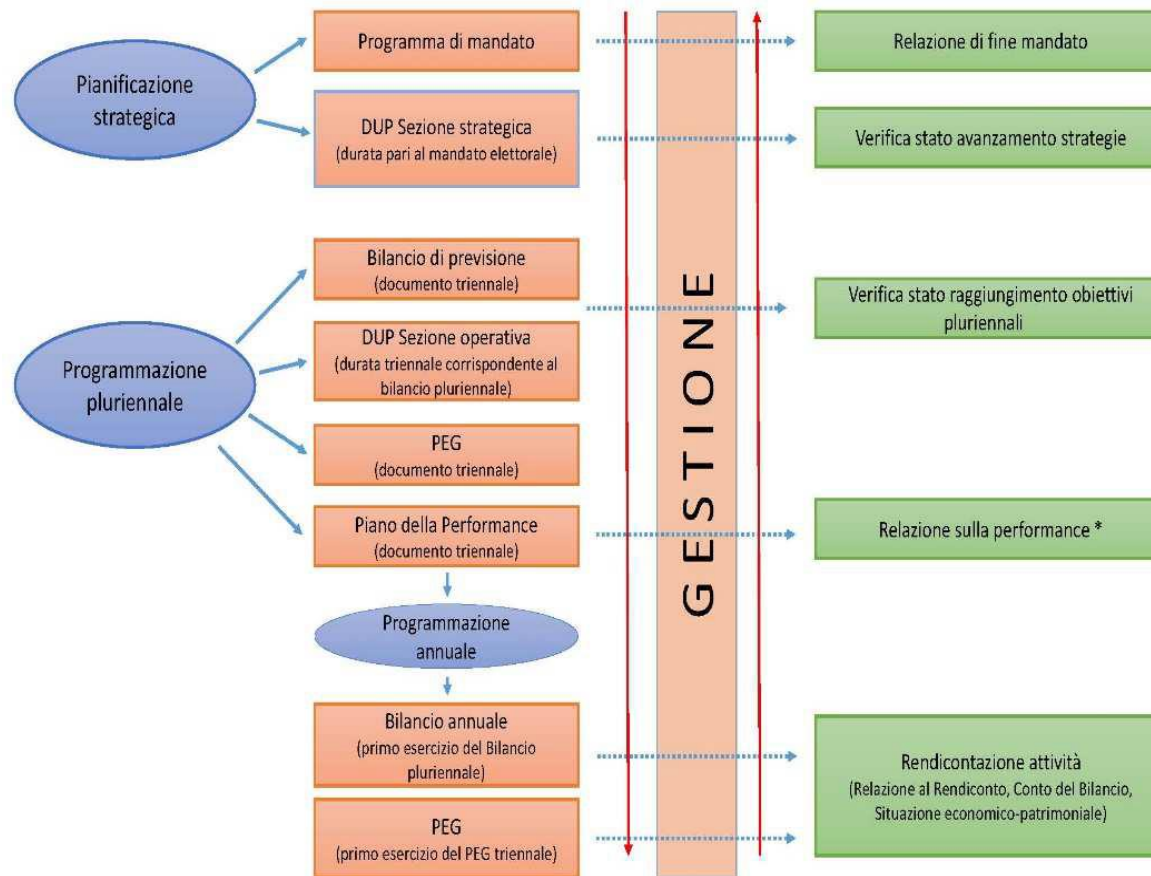 Pianificazione
strategica
Programma di mandato
Relazione di fine mandato
DUP Sezione strategica
(durata pari al mandato elettorale)
Verifica stato avanzamento strategie
Programmazione
pluriennale
Bilancio di previsione
(documento triennale)
Verifica stato raggiungimento obiettivi
pluriennali
DUP Sezione operativa
(durata triennale corrispondente al
bilancio pluriennale)
PEG
(documento triennale)
Piano della Performance
(documento triennale)
Relazione sulla performance *
GESTIONE
Programmazione
annuale
Bilancio annuale
(primo esercizio del Bilancio
pluriennale)
PEG
(primo esercizio del PEG triennale)
Rendicontazione attività
(Relazione al Rendiconto, Conto del Bilancio,
Situazione economico-patrimoniale)